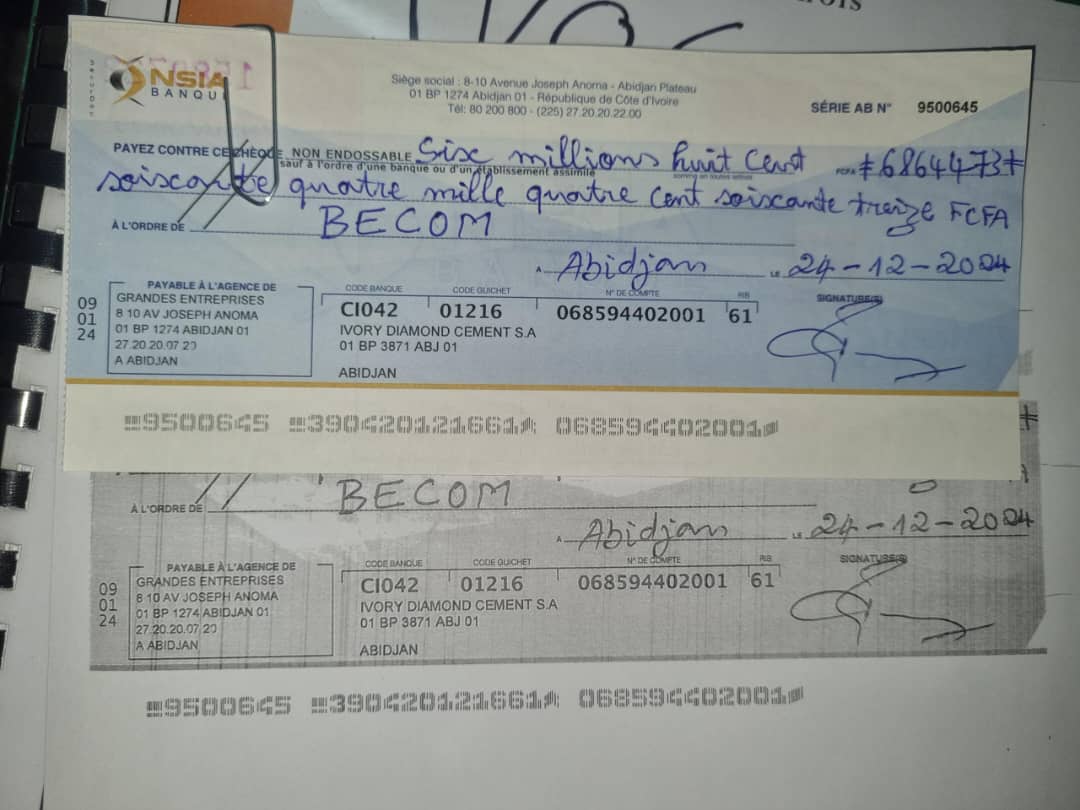 NSIA
BANQUE
Siège social : 8-10 Avenue Joseph Anoma - Abidjan Plateau
01 BP 1274 Abidjan 01 - République de Côte d'Ivoire
Tél: 80 200 800 - (225) 27.20.20.22.00
SÉRIE AB N° 9500645
PAYEZ CONTRE CE CHÈQUE NON ENDOSSABLE Sisc millions huit Cent FCFA #6864473#
sauf à l'ordre d'une banque ou d'un établissement assimilé
soiscante quatre mille quatre cent soiscante treize FCFA
À L'ORDRE DE BECOM
A Abidjan LE 24-12-2024
PAYABLE À L'AGENCE DE
GRANDES ENTREPRISES
8 10 AV JOSEPH ANOMA
01 BP 1274 ABIDJAN 01
27.20.20.07 20
A ABIDJAN
09
01
24
CODE BANQUE CODE GUICHET N° DE COMPTE RIB
CI042 01216 068594402001 61
IVORY DIAMOND CEMENT S.A
01 BP 3871 ABJ 01
ABIDJAN
SIGNATURE(S)
9500645 390420121661 068594402001
À L'ORDRE DE BECOM
A Abidjan LE 24-12-2024
PAYABLE À L'AGENCE DE
GRANDES ENTREPRISES
8 10 AV JOSEPH ANOMA
01 BP 1274 ABIDJAN 01
27.20.20.07 20
A ABIDJAN
09
01
24
CODE BANQUE CODE GUICHET N° DE COMPTE RIB
CI042 01216 068594402001 61
IVORY DIAMOND CEMENT S.A
01 BP 3871 ABJ 01
ABIDJAN
SIGNATURE(S)
9500645 390420121661 068594402001